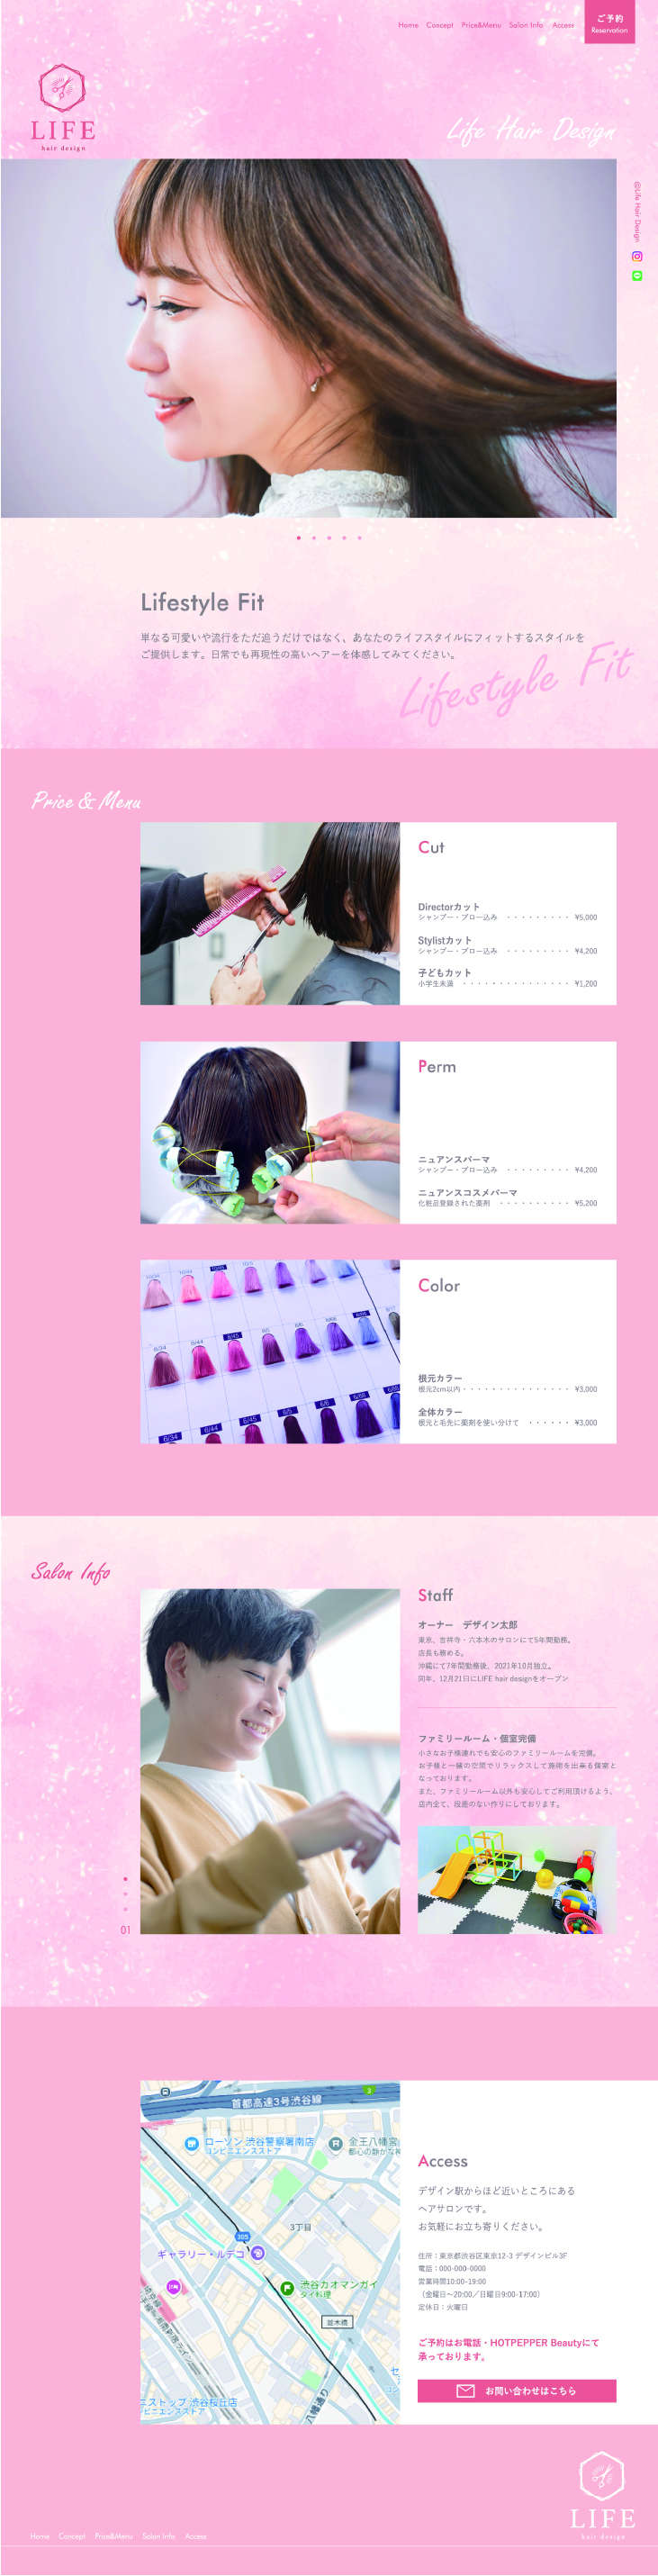 Home Concept Price&Menu Salon Info Access
ご予約
Reservation
LIFE
hair design
Life Hair Design
@Life Hair Design
Lifestyle Fit
単なる可愛いや流行をただ追うだけではなく、あなたのライフスタイルにフィットするスタイルを
ご提供します。日常でも再現性の高いヘアーを体感してみてください。
Lifestyle Fit
Price & Menu
Cut
Directorカット
シャンプー・ブロー込み ・・・・・・・・・ ¥5,000
Stylistカット
シャンプー・ブロー込み ・・・・・・・・・ ¥4,200
子どもカット
小学生未満 ・・・・・・・・・・・・・・・ ¥1,200
Perm
ニュアンスパーマ
シャンプー・ブロー込み ・・・・・・・・・ ¥4,200
ニュアンスコスメパーマ
化粧品登録された薬剤 ・・・・・・・・・・ ¥5,200
6/34 6/44 6/45 6/5 6/6 6/66
Color
根元カラー
根元2cm以内・・・・・・・・・・・・・・・ ¥3,000
全体カラー
根元と毛先に薬剤を使い分けて ・・・・・・ ¥3,000
Salon Info
Staff
オーナー デザイン太郎
東京、吉祥寺・六本木のサロンにて5年間勤務。
店長も務める。
沖縄にて7年間勤務後、2021年10月独立。
同年、12月21日にLIFE hair designをオープン
ファミリールーム・個室完備
小さなお子様連れでも安心のファミリールームを完備。
お子様と一緒の空間でリラックスして施術を出来る個室と
なっております。
また、ファミリールーム以外も安心してご利用頂けるよう、
店内全て、段差のない作りにしております。
01
首都高速3号渋谷線
3
ローソン 渋谷警察署南店
コンビニエンスストア
金王八幡宮
都心の静かな神
3丁目
305
ギャラリー・ルデコ
渋谷ガオマンガイ
タイ料理
並木橋
ニストップ 渋谷桜丘店
ビニエンスストア
八幡通り
セ
コン
Access
デザイン駅からほど近いところにある
ヘアサロンです。
お気軽にお立ち寄りください。
住所：東京都渋谷区東京12-3 デザインビル3F
電話：000-000-0000
営業時間10:00-19:00
（金曜日〜20:00／日曜日9:00-17:00）
定休日：火曜日
ご予約はお電話・HOTPEPPER Beautyにて
承っております。
お問い合わせはこちら
LIFE
hair design
Home Concept Price&Menu Salon Info Access